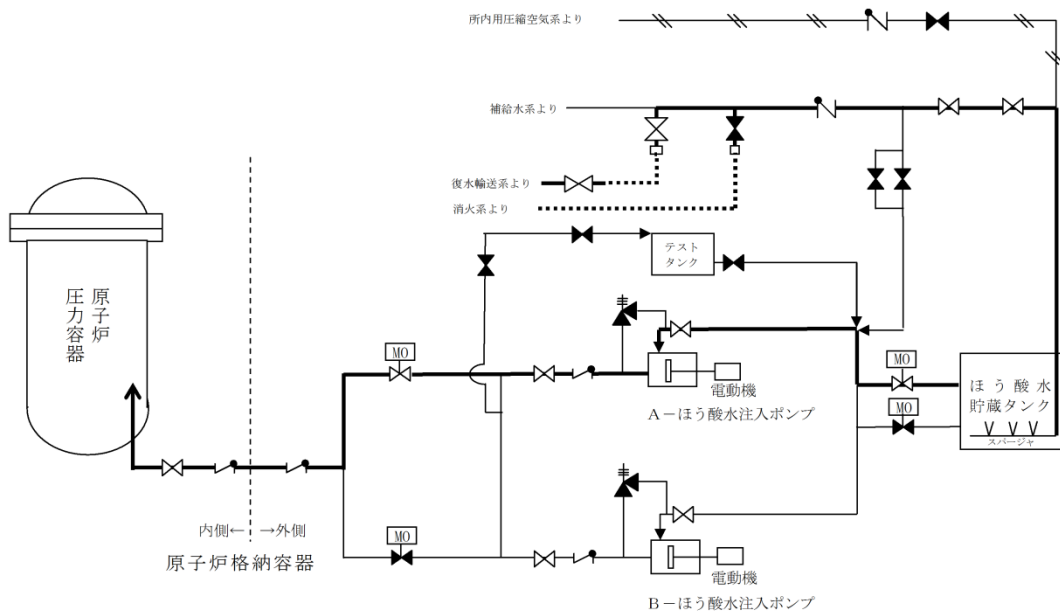 所内用圧縮空気系より
補給水系より
復水輸送系より
消火系より
テスト
タンク
原子炉
圧力容器
MO
電動機
A－ほう酸水注入ポンプ
MO
ほう酸水
貯蔵タンク
スパージャ
MO
内側← →外側
原子炉格納容器
MO
電動機
B－ほう酸水注入ポンプ